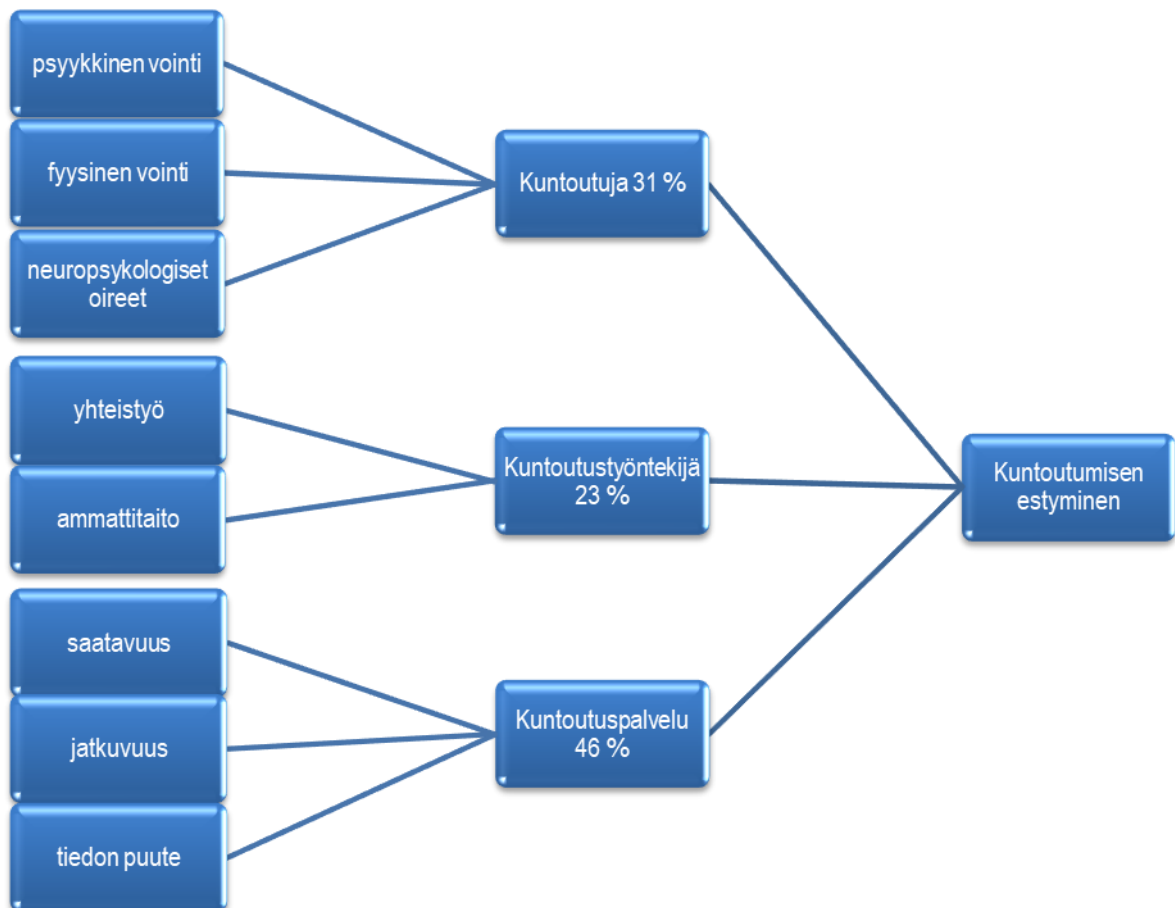 psyykkinen vointi
fyysinen vointi
neuropsykologiset
oireet
Kuntoutuja 31 %
yhteistyö
ammattitaito
Kuntoutustyöntekijä
23 %
saatavuus
jatkuvuus
tiedon puute
Kuntoutuspalvelu
46 %
Kuntoutumisen
estyminen